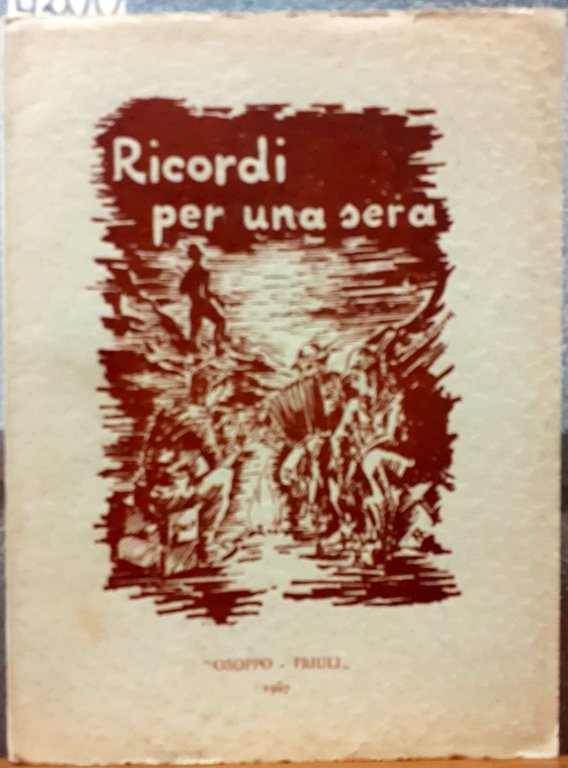 Ricordi
per una sera
"OSOPPO - FRIULI„
1967